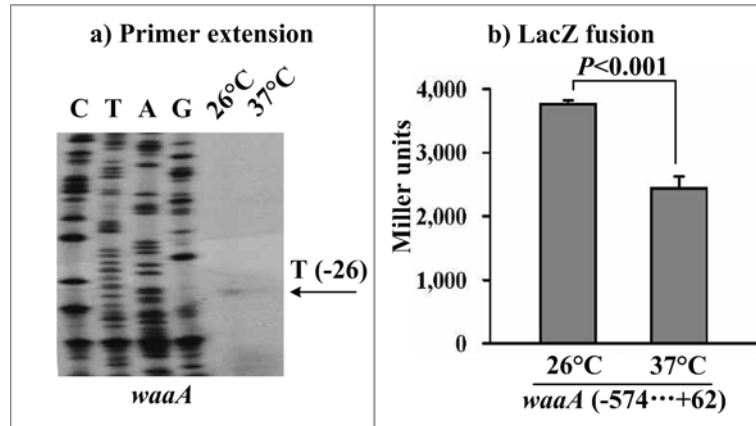 a) Primer extension
C T A G 26°C 37°C
T (-26)
waaA
b) LacZ fusion
P<0.001
Miller units
4,000
3,000
2,000
1,000
0
26°C 37°C
waaA (-574···+62)